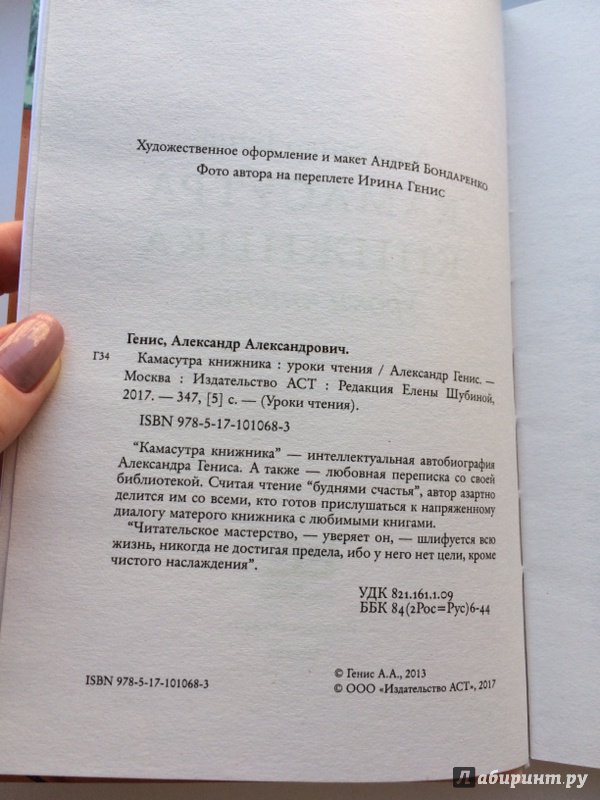 Художественное оформление и макет Андрей Бондаренко
Фото автора на переплете Ирина Генис
Генис, Александр Александрович.
Г34 Камасутра книжника : уроки чтения / Александр Генис. —
Москва : Издательство АСТ : Редакция Елены Шубиной,
2017. — 347, [5] с. — (Уроки чтения).
ISBN 978-5-17-101068-3
“Камасутра книжника” — интеллектуальная автобиография
Александра Гениса. А также — любовная переписка со своей
библиотекой. Считая чтение “буднями счастья”, автор азартно
делится им со всеми, кто готов прислушаться к напряженному
диалогу матерого книжника с любимыми книгами.
“Читательское мастерство, — уверяет он, — шлифуется всю
жизнь, никогда не достигая предела, ибо у него нет цели, кроме
чистого наслаждения”.
УДК 821.161.1.09
ББК 84(2Рос=Рус)6-44
ISBN 978-5-17-101068-3
© Генис А.А., 2013
© ООО «Издательство АСТ», 2017
Лабиринт.ру